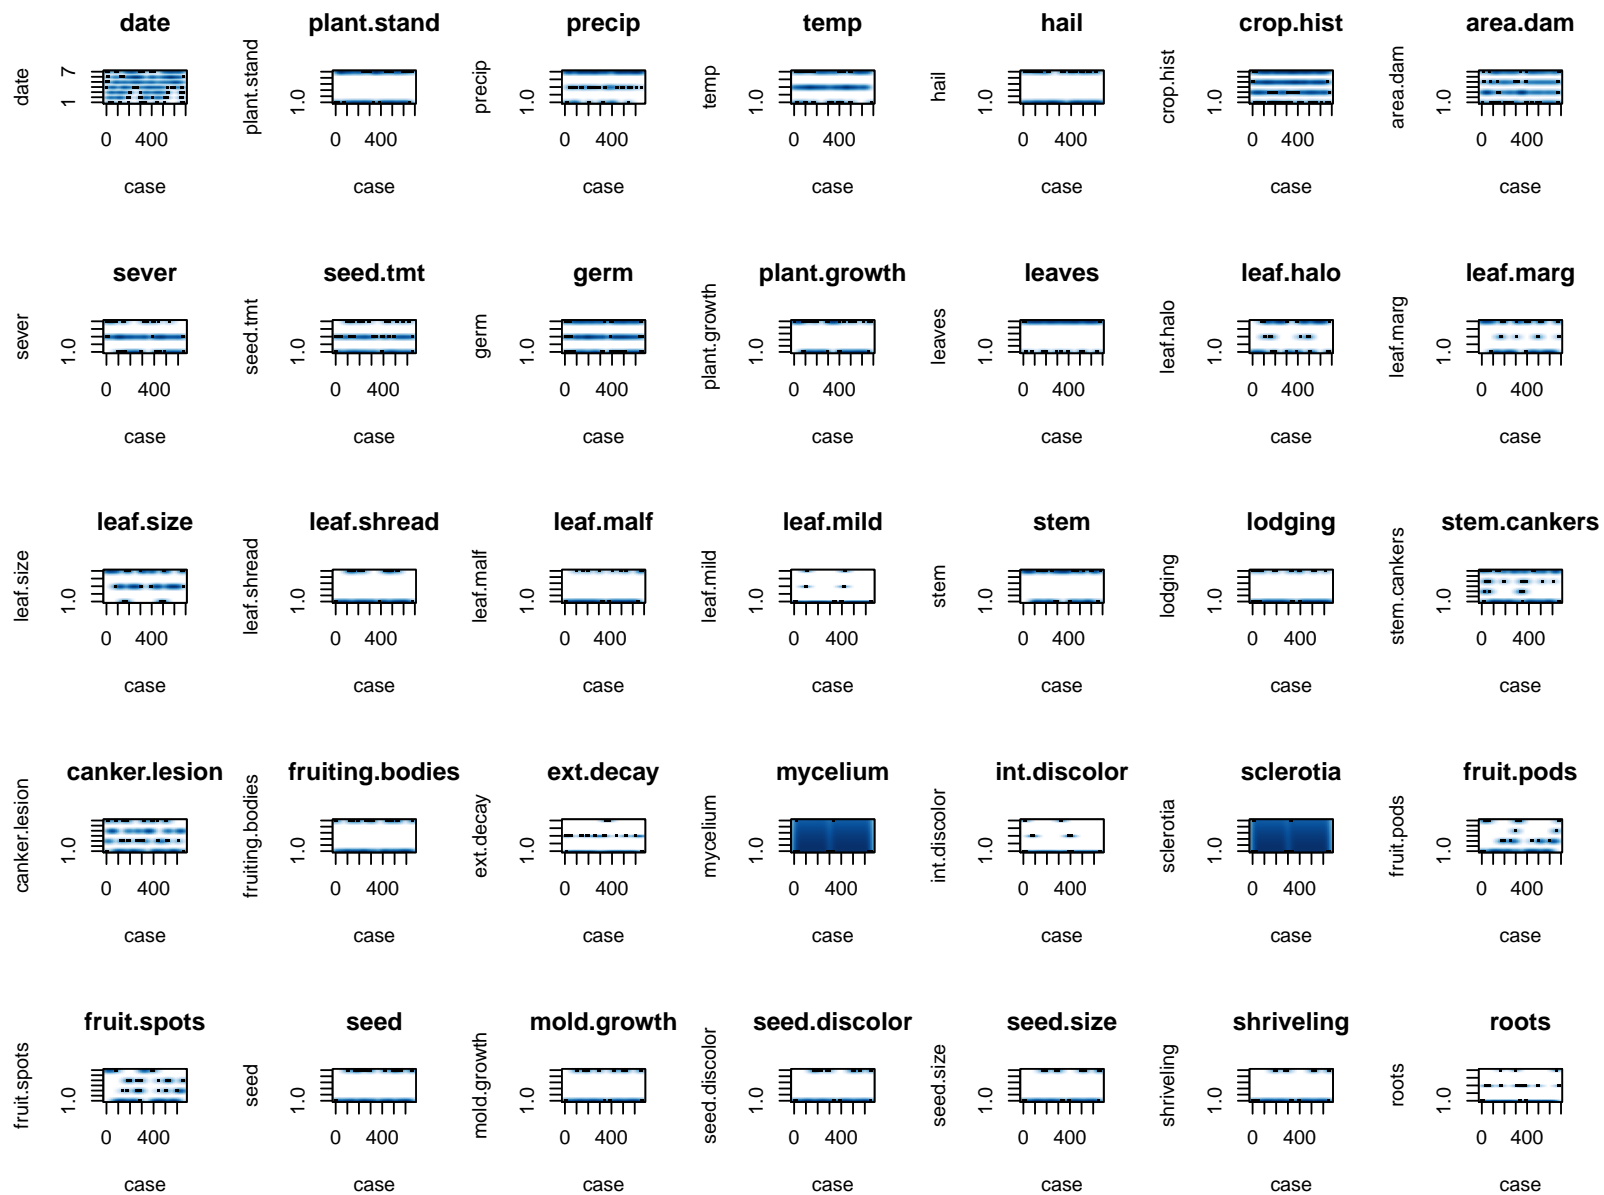 date plant.stand precip temp hail crop.hist area.dam
date 1 7 plant.stand 1.0 precip 1.0 temp 1.0 hail 1.0 crop.hist 1.0 area.dam 1.0
0 400 0 400 0 400 0 400 0 400 0 400 0 400
case case case case case case case
sever seed.tmt germ plant.growth leaves leaf.halo leaf.marg
sever 1.0 seed.tmt 1.0 germ 1.0 plant.growth 1.0 leaves 1.0 leaf.halo 1.0 leaf.marg 1.0
0 400 0 400 0 400 0 400 0 400 0 400 0 400
case case case case case case case
leaf.size leaf.shread leaf.malf leaf.mild stem lodging stem.cankers
leaf.size 1.0 leaf.shread 1.0 leaf.malf 1.0 leaf.mild 1.0 stem 1.0 lodging 1.0 stem.cankers 1.0
0 400 0 400 0 400 0 400 0 400 0 400 0 400
case case case case case case case
canker.lesion fruiting.bodies ext.decay mycelium int.discolor sclerotia fruit.pods
canker.lesion 1.0 fruiting.bodies 1.0 ext.decay 1.0 mycelium 1.0 int.discolor 1.0 sclerotia 1.0 fruit.pods 1.0
0 400 0 400 0 400 0 400 0 400 0 400 0 400
case case case case case case case
fruit.spots seed mold.growth seed.discolor seed.size shriveling roots
fruit.spots 1.0 seed 1.0 mold.growth 1.0 seed.discolor 1.0 seed.size 1.0 shriveling 1.0 roots 1.0
0 400 0 400 0 400 0 400 0 400 0 400 0 400
case case case case case case case